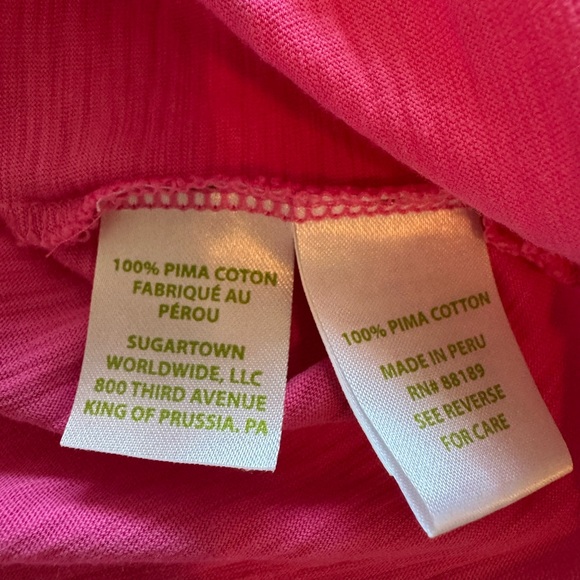 100% PIMA COTON
FABRIQUÉ AU
PÉROU
SUGARTOWN
WORLDWIDE, LLC
800 THIRD AVENUE
KING OF PRUSSIA, PA
100% PIMA COTTON
MADE IN PERU
RN# 88189
SEE REVERSE
FOR CARE